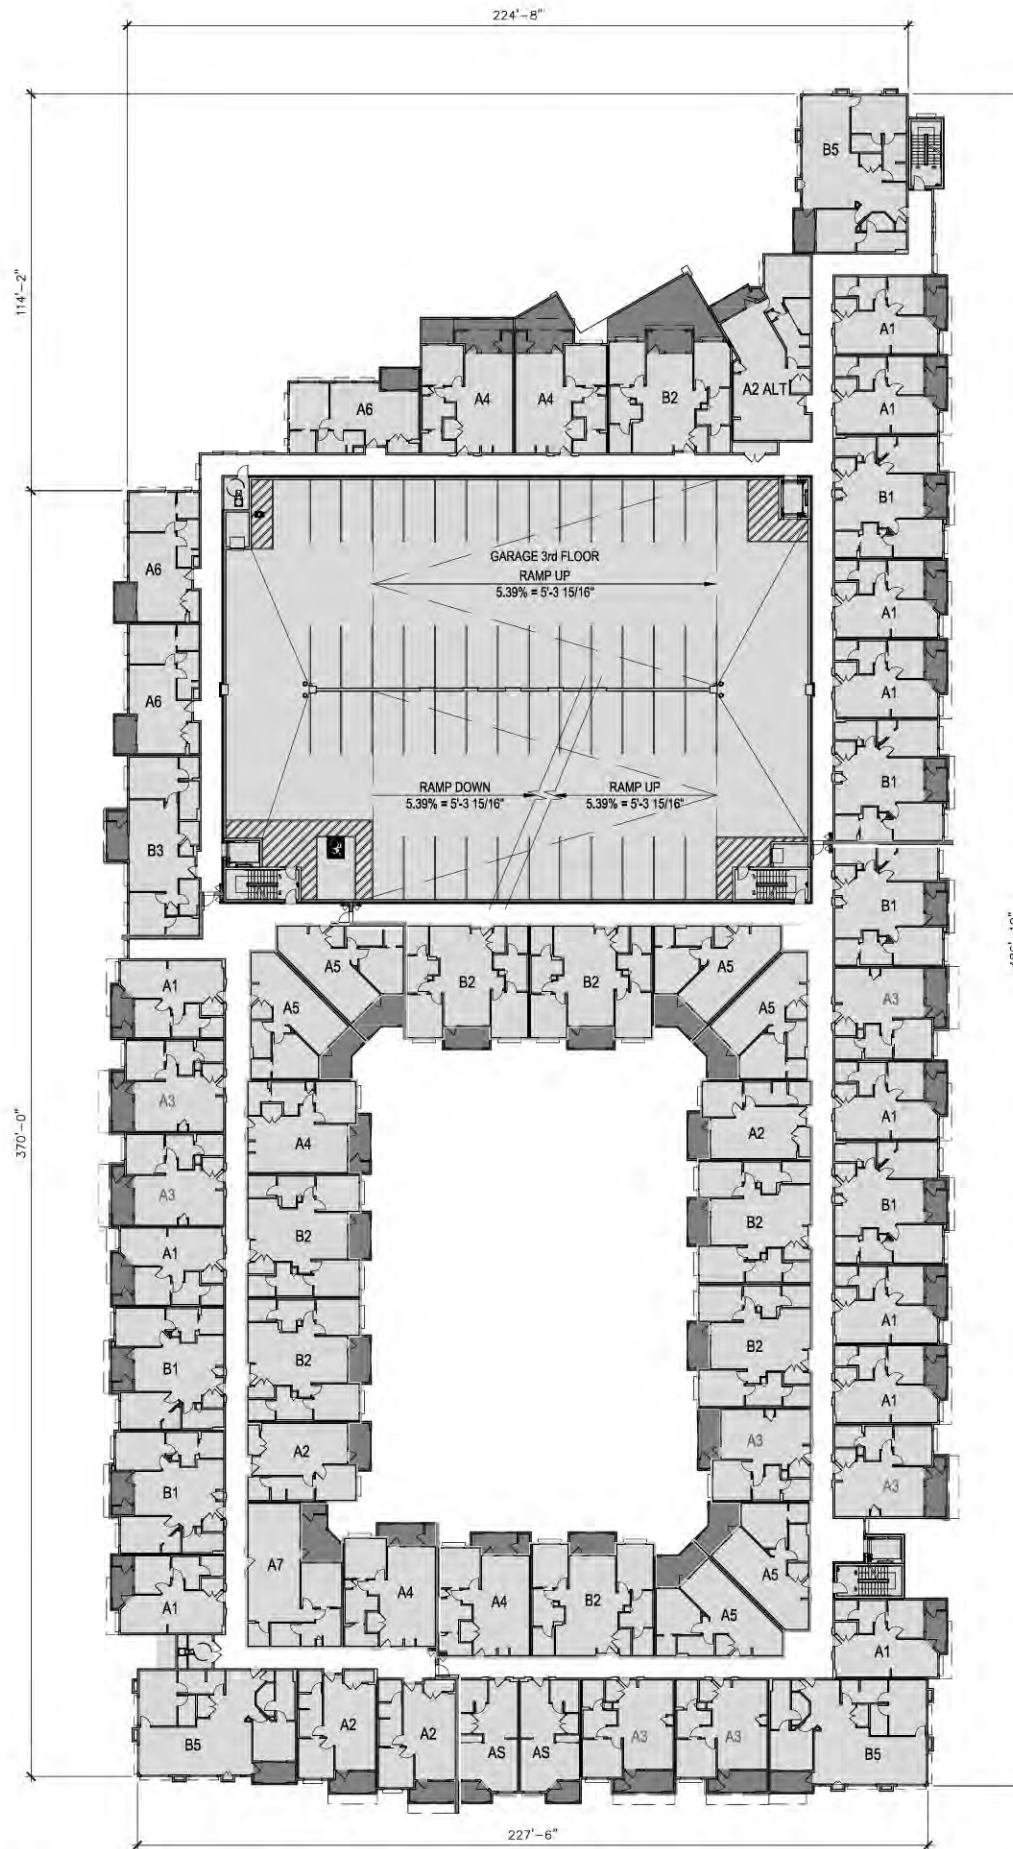 224'-8"
B5
114'-2"
A1
A4
A4
B2
A2 ALT
A6
A1
B1
GARAGE 3rd FLOOR
RAMP UP
5.39% = 5'-3 15/16"
A6
A1
A6
A1
RAMP DOWN
5.39% = 5'-3 15/16"
RAMP UP
5.39% = 5'-3 15/16"
B1
B3
B1
A5
B2
B2
A5
A1
A5
A5
A3
A3
A4
A2
A1
370'-0"
A3
B2
B2
B1
A1
B2
B2
A1
B1
A1
A2
A3
A3
B1
A7
A4
A4
B2
A5
A5
A1
A1
B5
A2
A2
AS
AS
A3
A3
B5
227'-6"